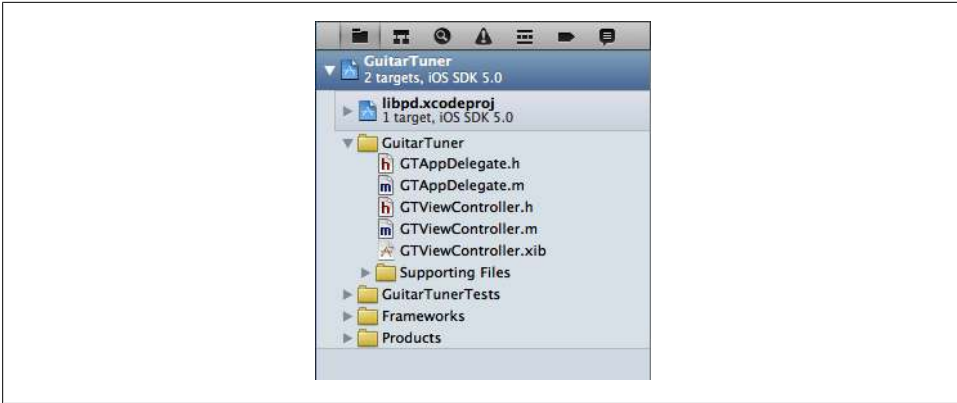 GuitarTuner
2 targets, iOS SDK 5.0
libpd.xcodeproj
1 target, iOS SDK 5.0
GuitarTuner
h GTAppDelegate.h
m GTAppDelegate.m
h GTViewController.h
m GTViewController.m
GTViewController.xib
Supporting Files
GuitarTunerTests
Frameworks
Products